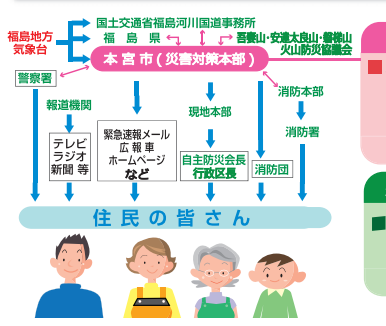 国土交通省福島河川国道事務所
福島地方
気象台
福島県
吾妻山・安達太良山・磐梯山
火山防災協議会
本宮市(災害対策本部)
警察署
報道機関
現地本部
消防本部
消防署
テレビ
ラジオ
新聞 等
緊急速報メール
広報車
ホームページ
など
自主防災会長
行政区長
消防団
住民の皆さん